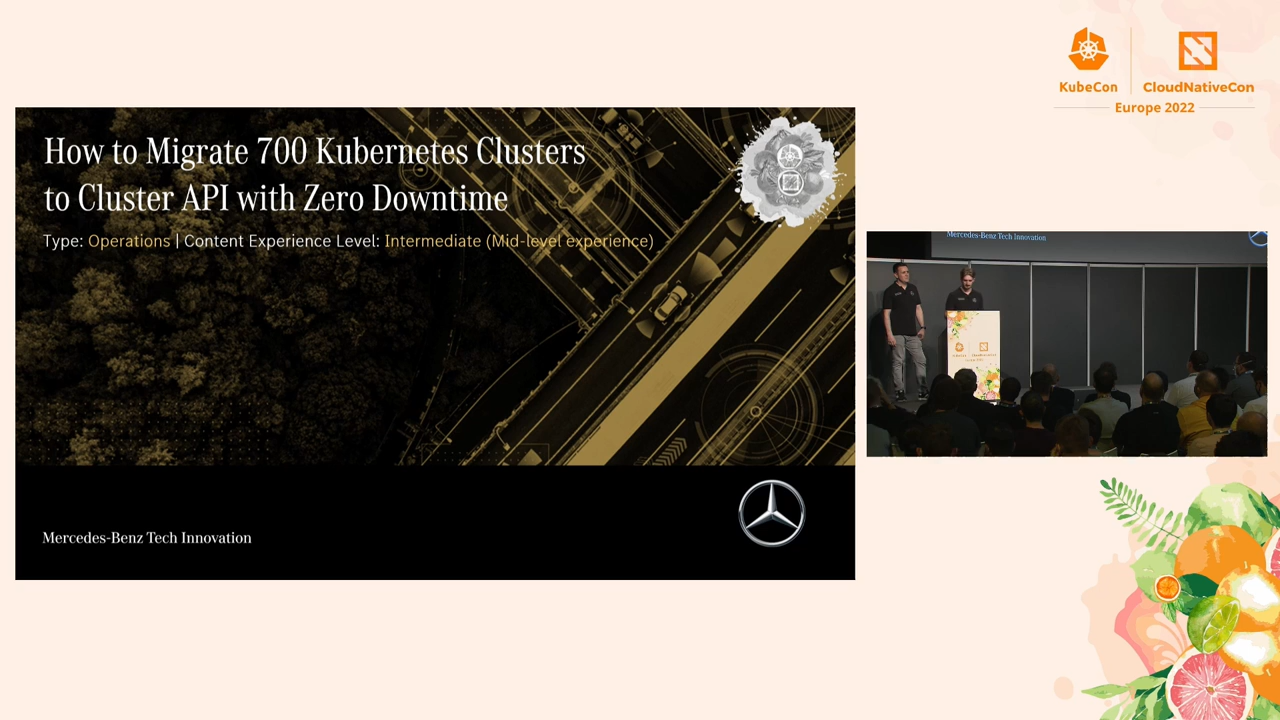 How to Migrate 700 Kubernetes Clusters
to Cluster API with Zero Downtime
Type: Operations | Content Experience Level: Intermediate (Mid-level experience)
Mercedes-Benz Tech Innovation
KubeCon
CloudNativeCon
Europe 2022
Mercedes-Benz Tech Innovation